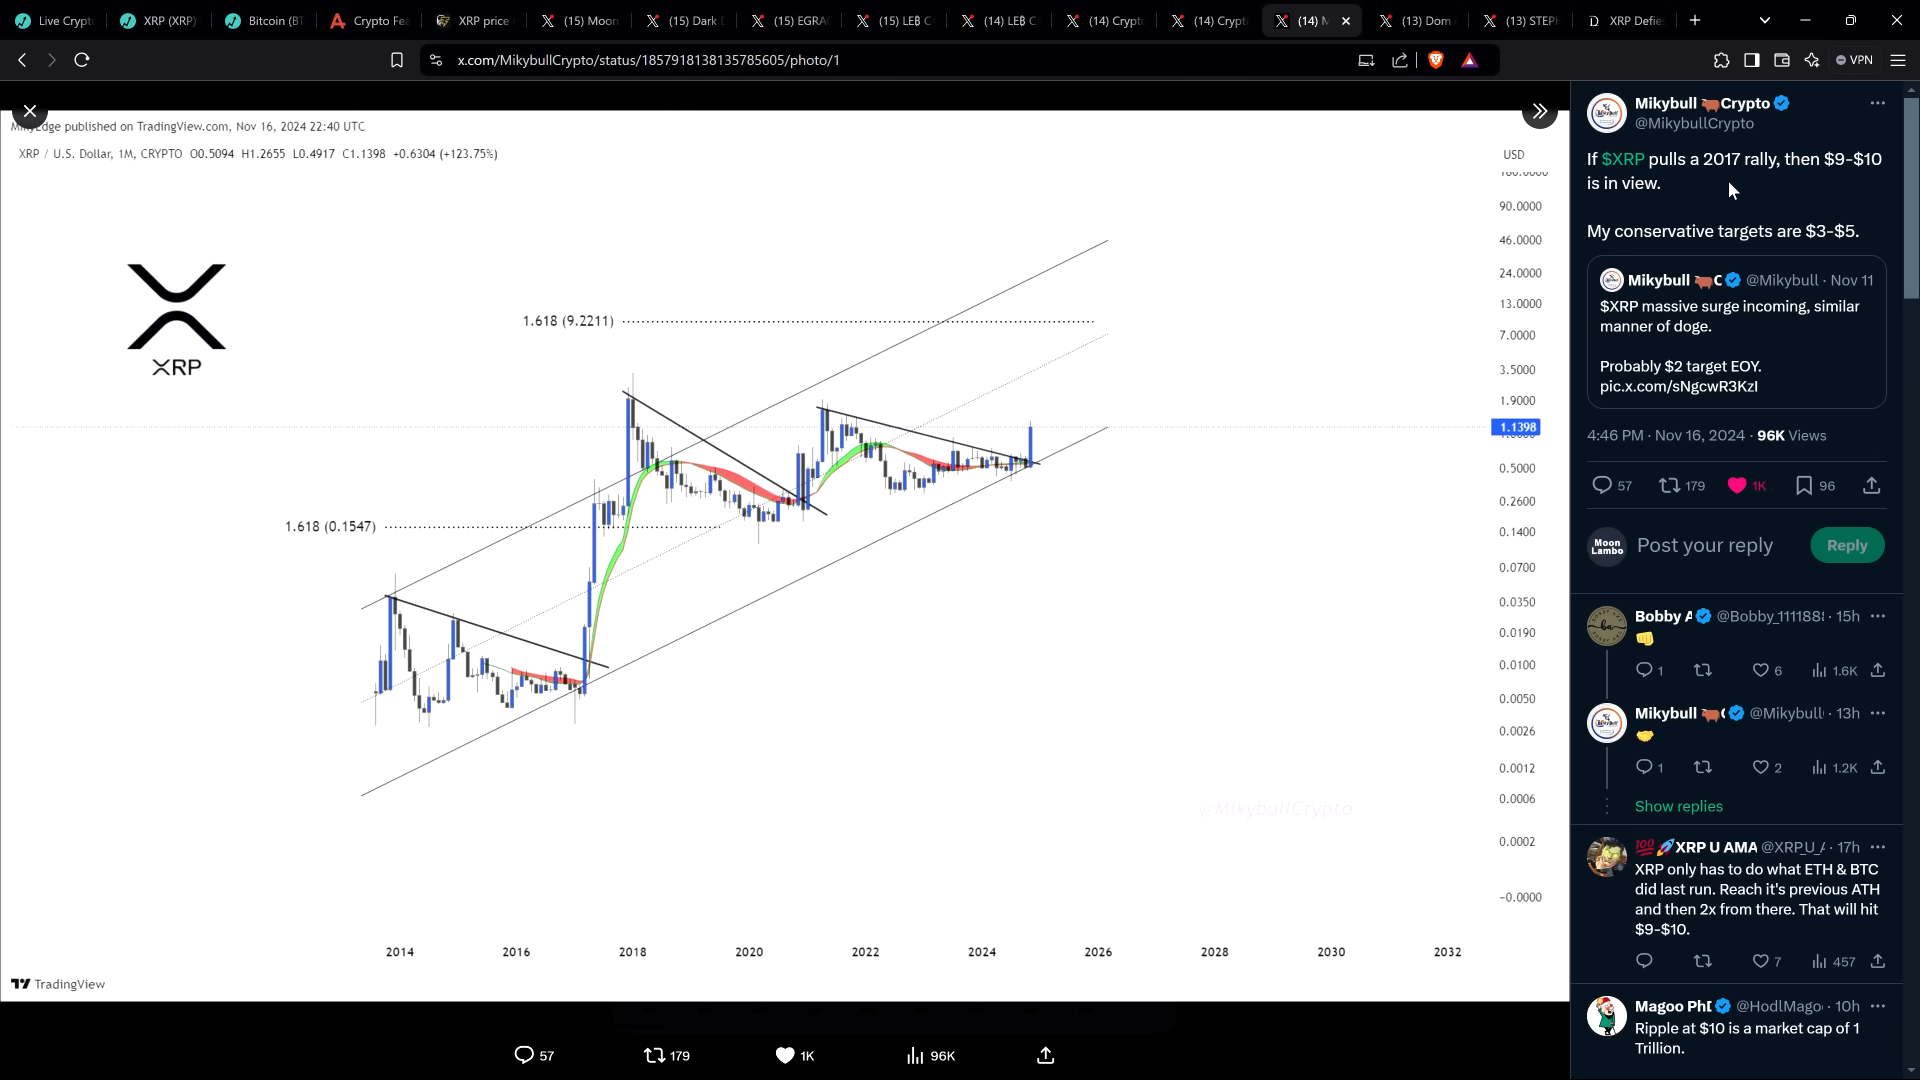 Live Crypt
XRP (XRP)
Bitcoin (BT
Crypto Fea
XRP price
(15) Moon
(15) Dark
(15) EGRA
(15) LEB C
(14) LEB C
(14) Crypt
(14) Crypt
(14) M
(13) Dom
(13) STEPH
XRP Defie
x.com/MikybullCrypto/status/1857918138135785605/photo/1
VPN
published on TradingView.com, Nov 16, 2024 22:40 UTC
XRP / U.S. Dollar, 1M, CRYPTO O0.5094 H1.2655 L0.4917 C1.1398 +0.6304 (+123.75%)
USD
90.0000
46.0000
24.0000
13.0000
7.0000
3.5000
1.9000
1.1398
0.5000
0.2600
0.1400
0.0700
0.0350
0.0190
0.0100
0.0050
0.0026
0.0012
0.0006
0.0002
-0.0000
XRP
1.618 (9.2211)
1.618 (0.1547)
@MikybullCrypto
2014 2016 2018 2020 2022 2024 2026 2028 2030 2032
TradingView
57 179 1K 96K
Mikybull Crypto
@MikybullCrypto
If $XRP pulls a 2017 rally, then $9-$10
is in view.
My conservative targets are $3-$5.
Mikybull C @Mikybull · Nov 11
$XRP massive surge incoming, similar
manner of doge.
Probably $2 target EOY.
pic.x.com/sNgcwR3KzI
4:46 PM · Nov 16, 2024 · 96K Views
57 179 1K 96
Moon
Lambo
Post your reply
Reply
Bobby A @Bobby_111188 · 15h
1 6 1.6K
Mikybull @Mikybull · 13h
1 2 1.2K
Show replies
100 XRP U AMA @XRP_U_ · 17h
XRP only has to do what ETH & BTC
did last run. Reach it's previous ATH
and then 2x from there. That will hit
$9-$10.
7 457
Magoo PhD @HodlMago · 10h
Ripple at $10 is a market cap of 1
Trillion.